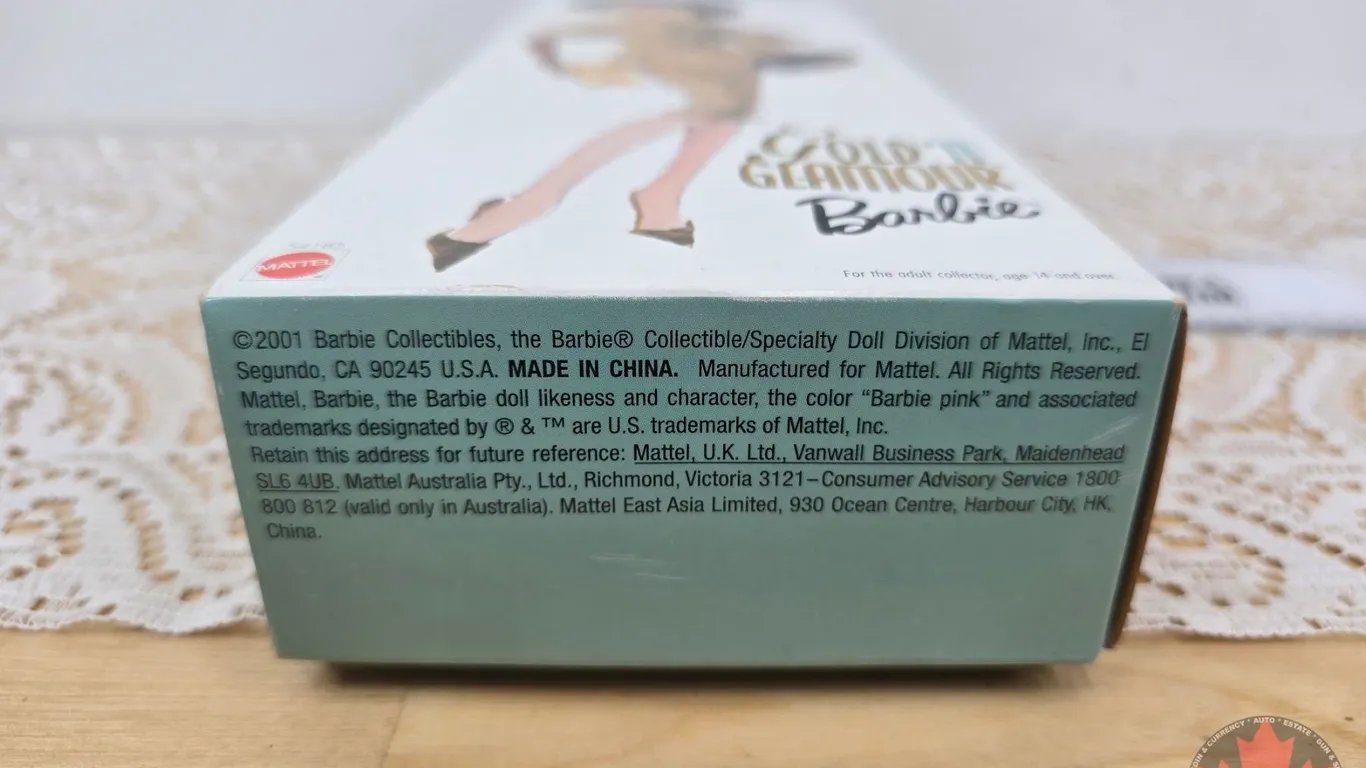 GOLD 'N
GLAMOUR
Barbie
MATTEL
For the adult collector, age 14 and over.
©2001 Barbie Collectibles, the Barbie® Collectible/Specialty Doll Division of Mattel, Inc., El
Segundo, CA 90245 U.S.A. MADE IN CHINA. Manufactured for Mattel. All Rights Reserved.
Mattel, Barbie, the Barbie doll likeness and character, the color “Barbie pink” and associated
trademarks designated by ® & ™ are U.S. trademarks of Mattel, Inc.
Retain this address for future reference: Mattel, U.K. Ltd., Vanwall Business Park, Maidenhead
SL6 4UB. Mattel Australia Pty., Ltd., Richmond, Victoria 3121–Consumer Advisory Service 1800
800 812 (valid only in Australia). Mattel East Asia Limited, 930 Ocean Centre, Harbour City, HK,
China.
COIN & CURRENCY • AUTO • ESTATE • GUN &